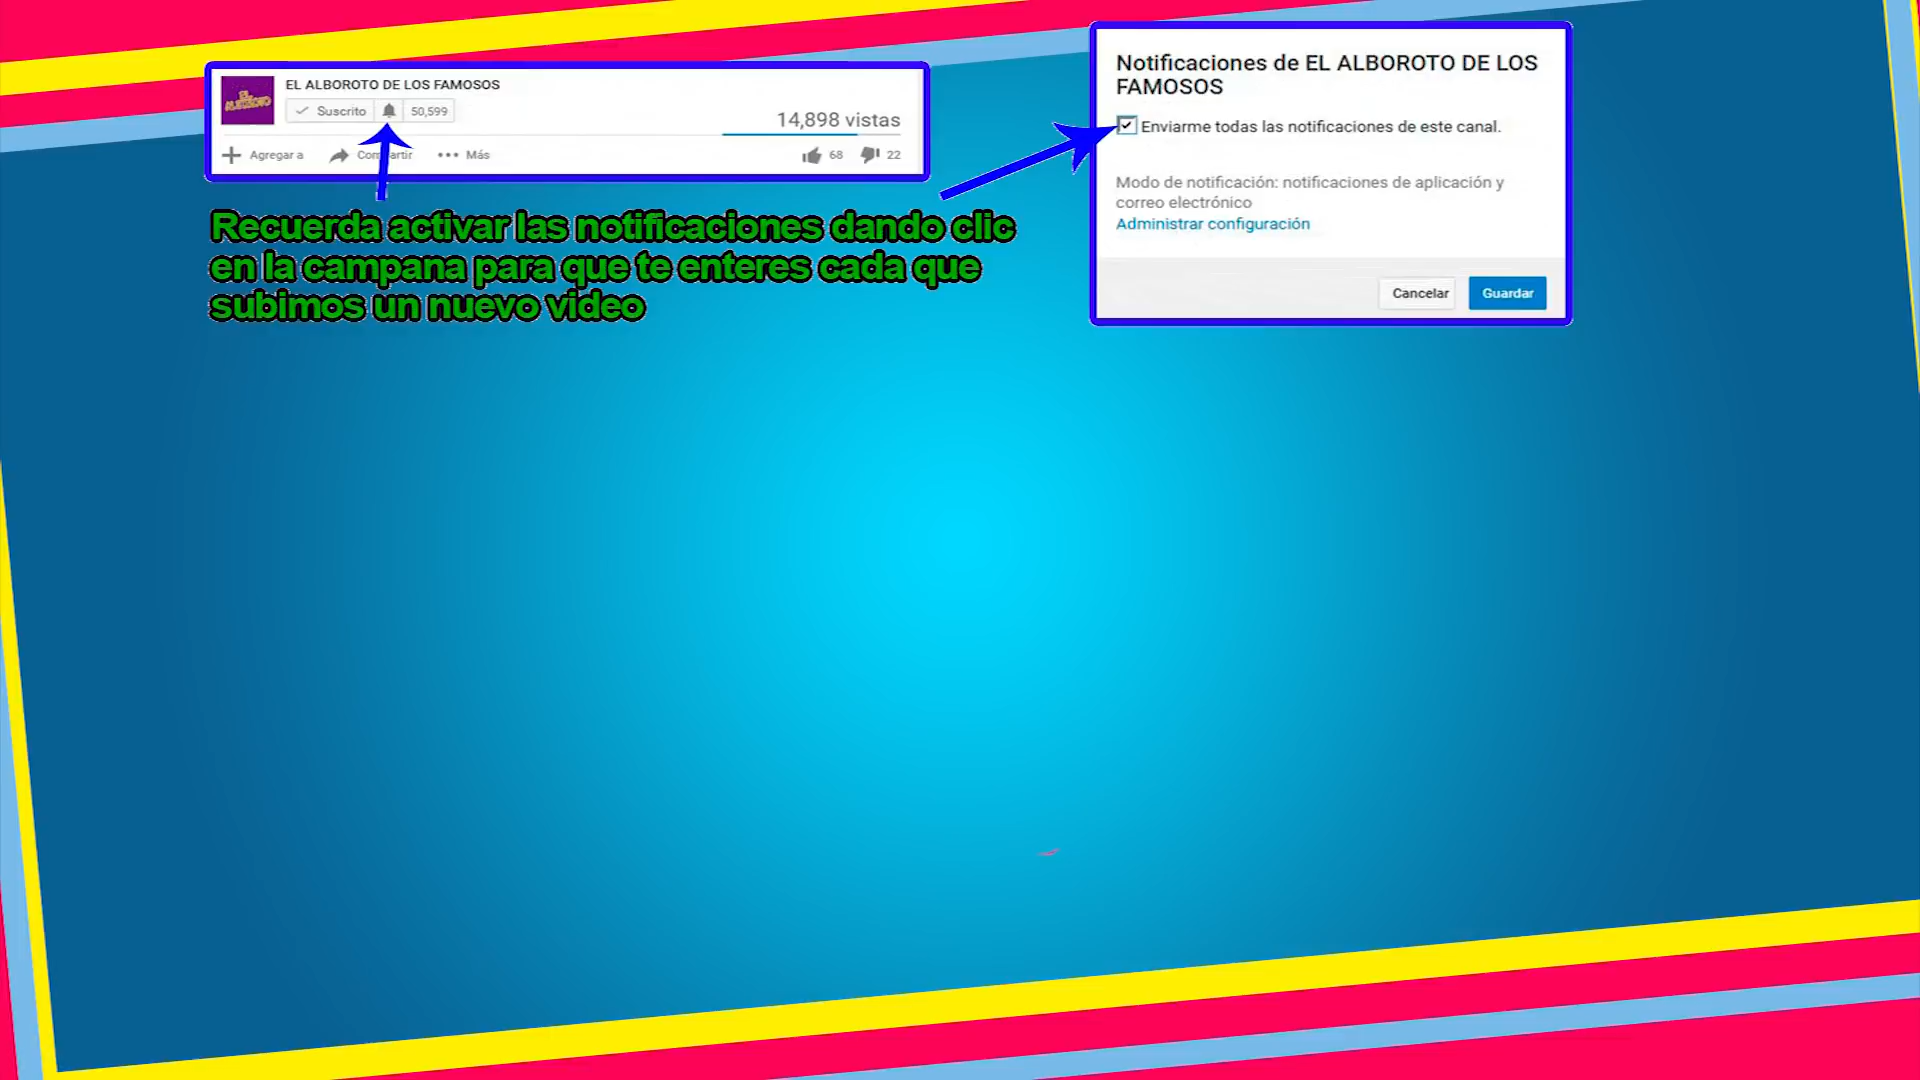 EL ALBOROTO DE LOS FAMOSOS
EL ALBOROTO
Suscrito 50,599
14,898 vistas
Agregar a Compartir Más 68 22
Recuerda activar las notificaciones dando clic
en la campana para que te enteres cada que
subimos un nuevo video
Notificaciones de EL ALBOROTO DE LOS
FAMOSOS
Enviarme todas las notificaciones de este canal.
Modo de notificación: notificaciones de aplicación y
correo electrónico
Administrar configuración
Cancelar Guardar